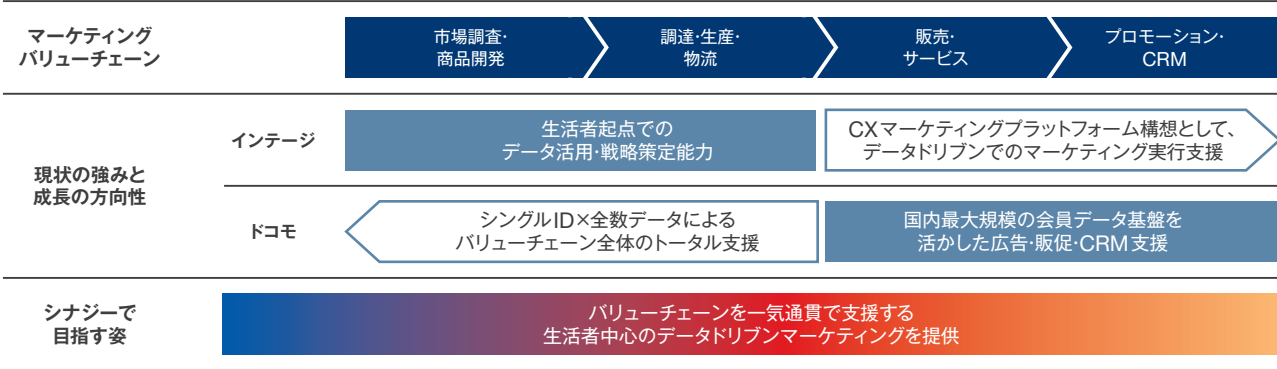 マーケティング
バリューチェーン
市場調査・
商品開発
調達・生産・
物流
販売・
サービス
プロモーション・
CRM
現状の強みと
成長の方向性
インテージ
生活者起点での
データ活用・戦略策定能力
CXマーケティングプラットフォーム構想として、
データドリブンでのマーケティング実行支援
ドコモ
シングルID×全数データによる
バリューチェーン全体のトータル支援
国内最大規模の会員データ基盤を
活かした広告・販促・CRM支援
シナジーで
目指す姿
バリューチェーンを一気通貫で支援する
生活者中心のデータドリブンマーケティングを提供